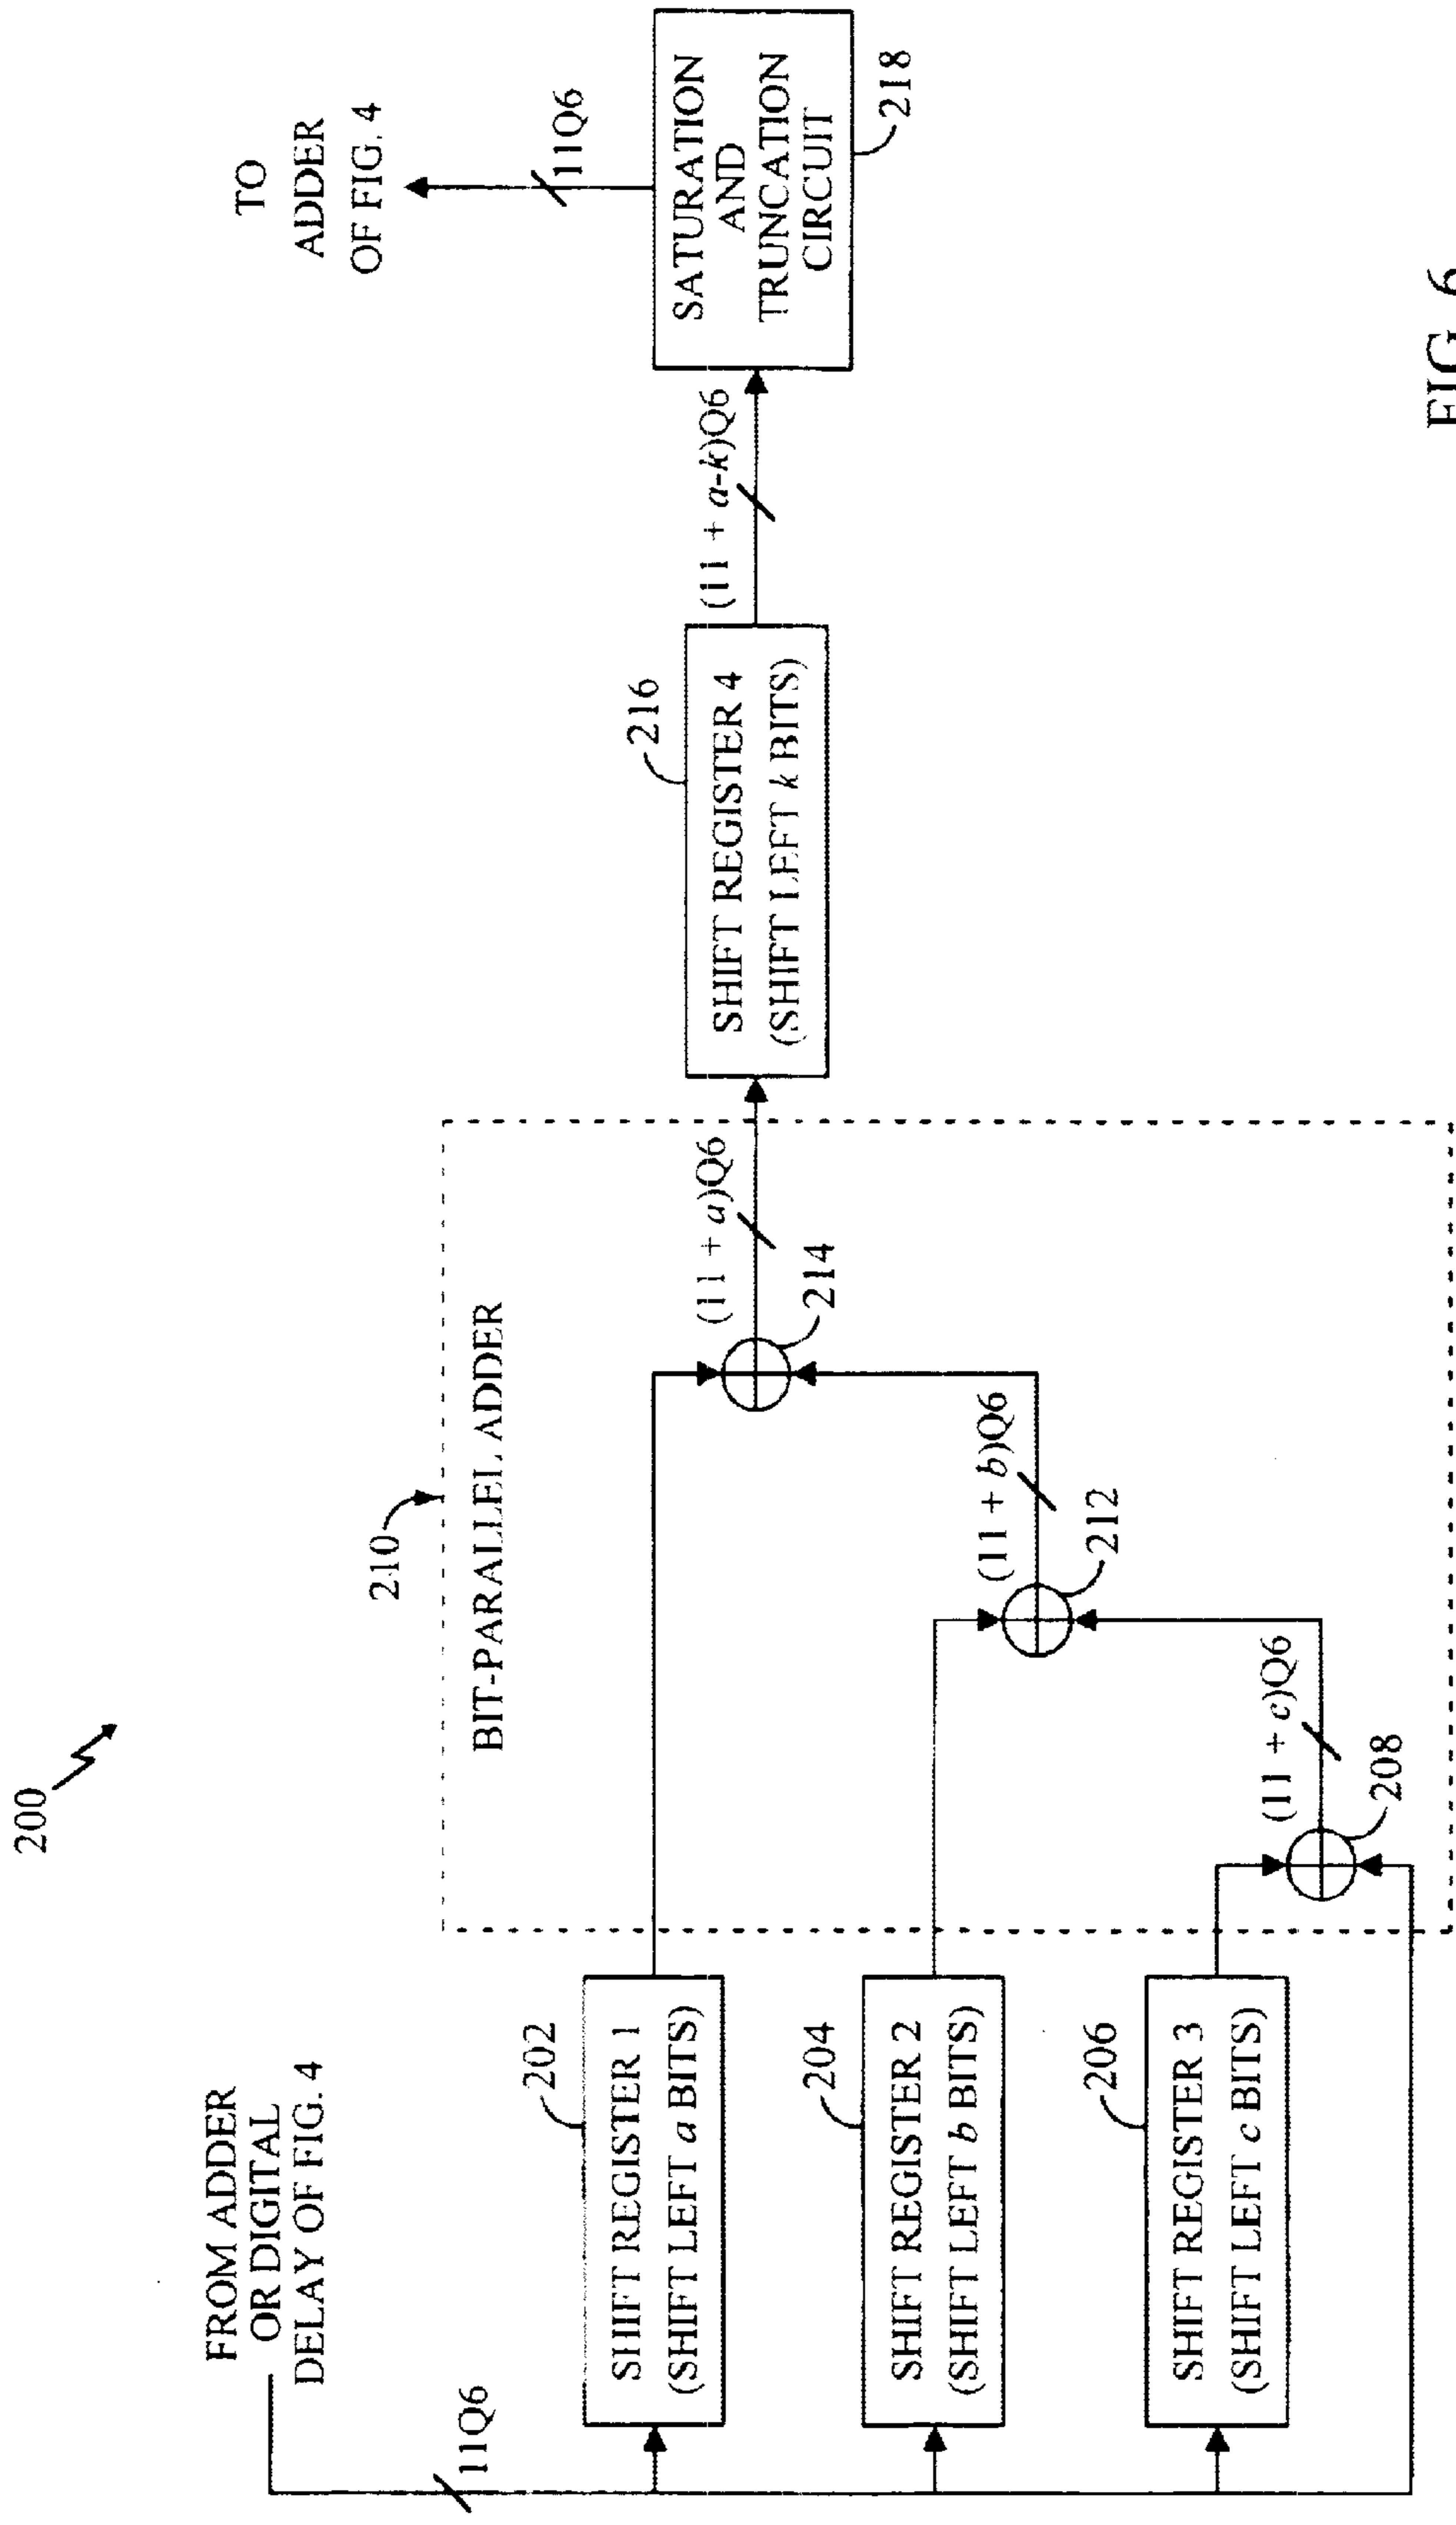 200
FROM ADDER
OR DIGITAL
DELAY OF FIG. 4
11Q6
202
SHIFT REGISTER 1
(SHIFT LEFT a BITS)
204
SHIFT REGISTER 2
(SHIFT LEFT b BITS)
206
SHIFT REGISTER 3
(SHIFT LEFT c BITS)
210
BIT-PARALLEL ADDER
(11 + c)Q6
208
(11 + b)Q6
212
(11 + a)Q6
214
216
SHIFT REGISTER 4
(SHIFT LEFT k BITS)
(11 + a-k)Q6
SATURATION
AND
TRUNCATION
CIRCUIT
218
11Q6
TO
ADDER
OF FIG. 4
FIG. 6